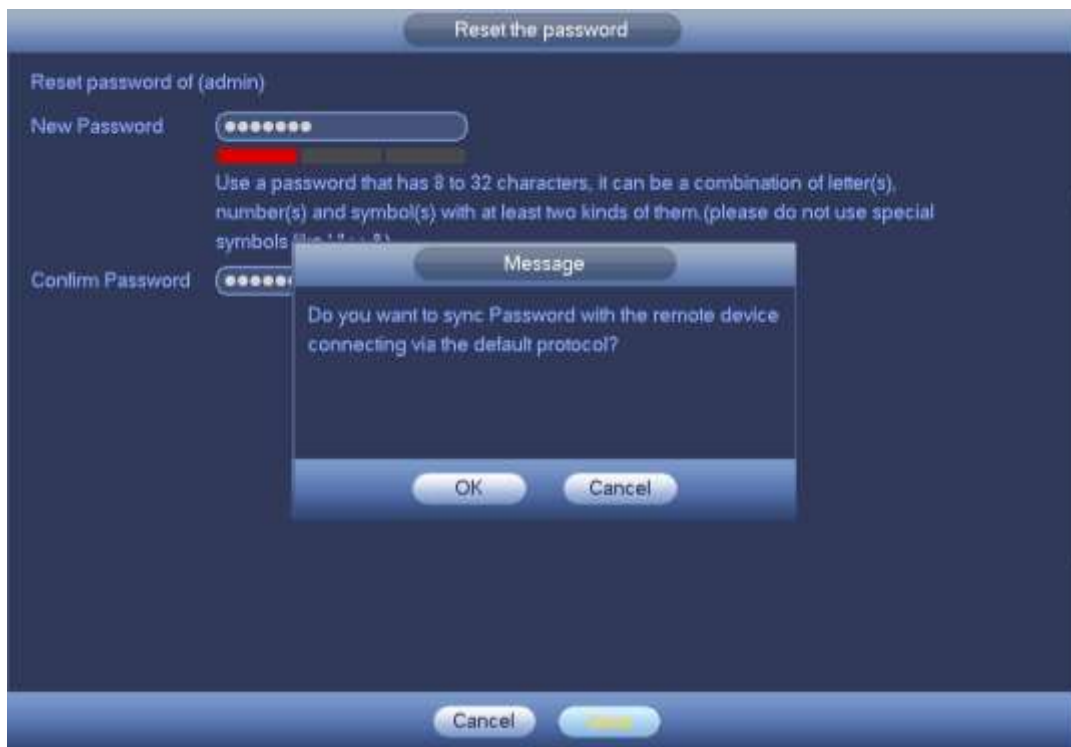 Reset the password
Reset password of (admin)
New Password
Use a password that has 8 to 32 characters, it can be a combination of letter(s),
number(s) and symbol(s) with at least two kinds of them.(please do not use special
symbols
Confirm Password
Message
Do you want to sync Password with the remote device
connecting via the default protocol?
OK Cancel
Cancel